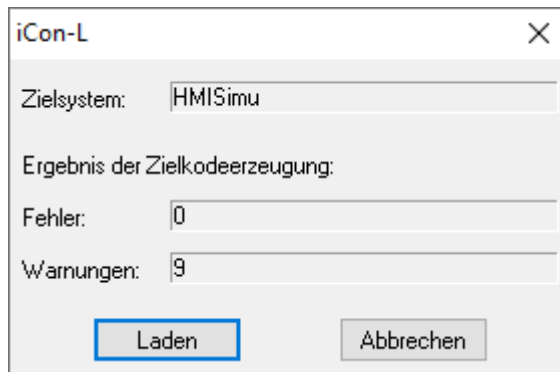 iCon-L
Zielsystem: HMISimu
Ergebnis der Zielkodeerzeugung:
Fehler: 0
Warnungen: 9
Laden Abbrechen